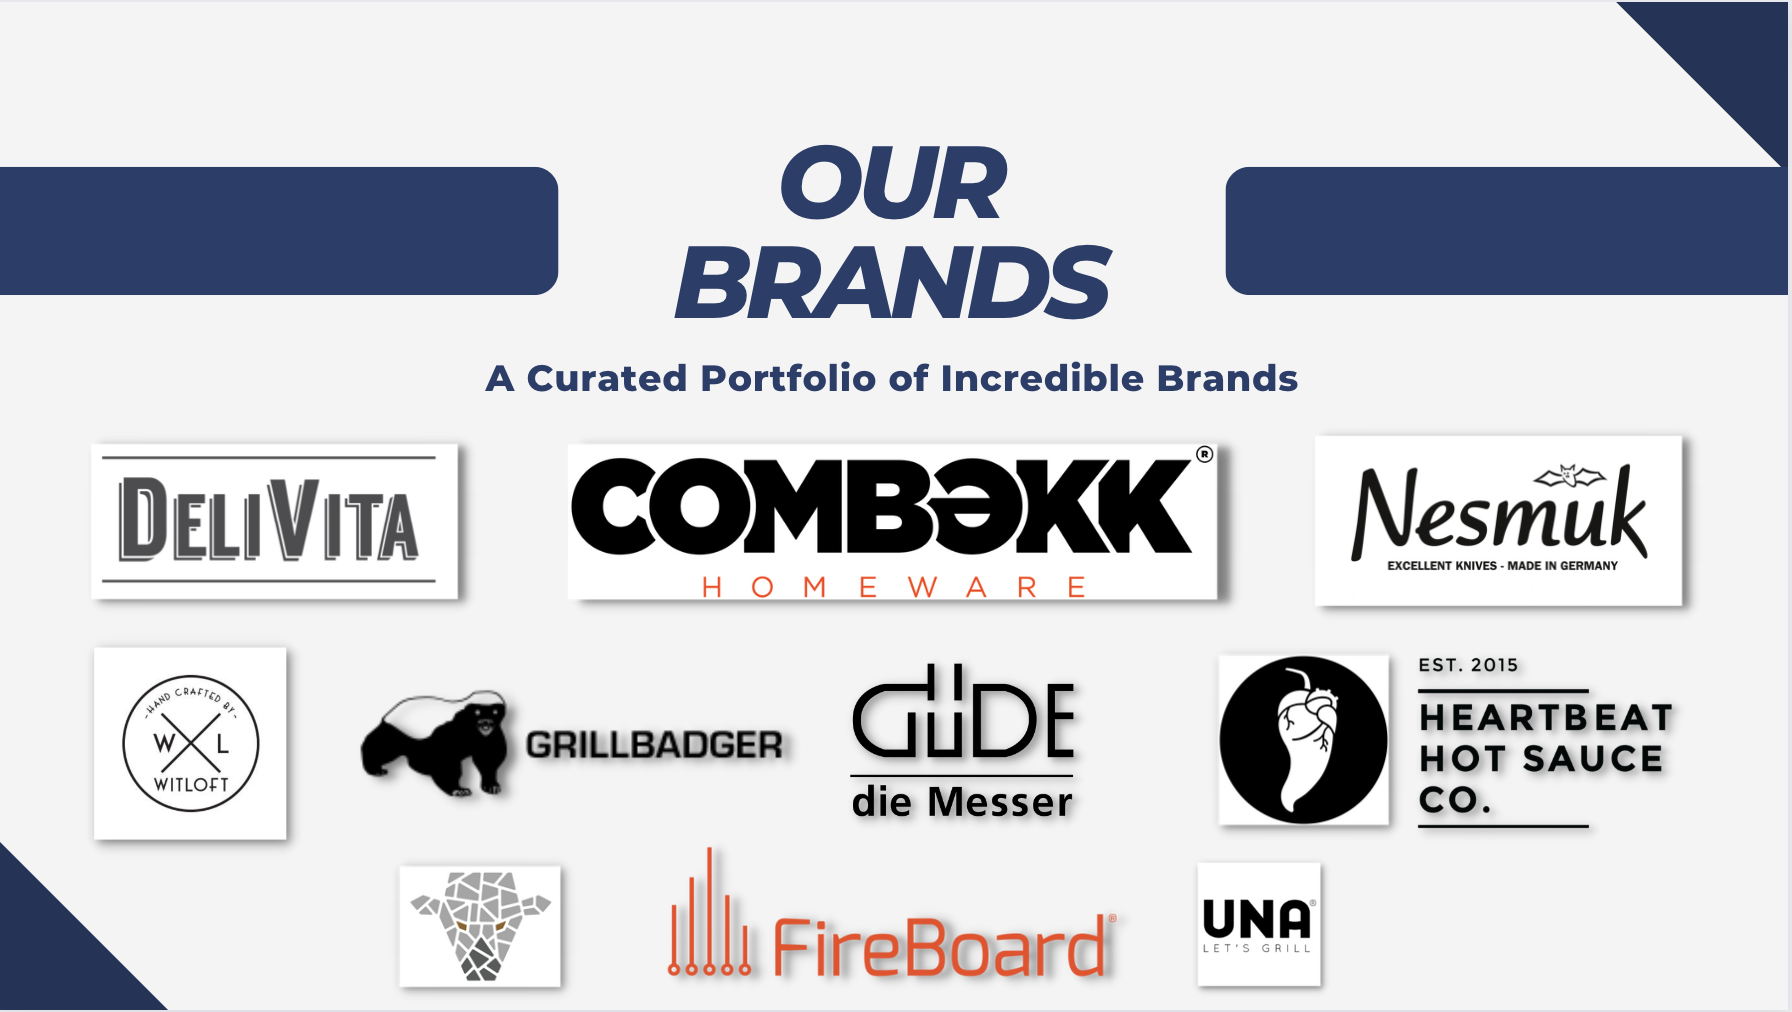 OUR
BRANDS
A Curated Portfolio of Incredible Brands
DELIVITA
COMBƏKK®
HOMEWARE
Nesmuk
EXCELLENT KNIVES - MADE IN GERMANY
-HAND CRAFTED BY-
W L
WITLOFT
GRILLBADGER
GüDE
die Messer
EST. 2015
HEARTBEAT
HOT SAUCE
CO.
FireBoard®
UNA®
LET'S GRILL